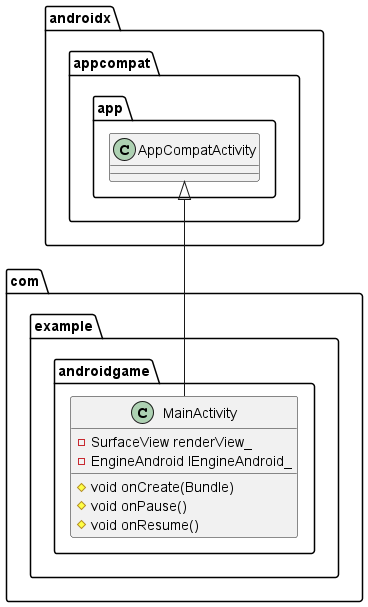 androidx
appcompat
app
C AppCompatActivity
com
example
androidgame
C MainActivity
SurfaceView renderView_
EngineAndroid lEngineAndroid_
void onCreate(Bundle)
void onPause()
void onResume()